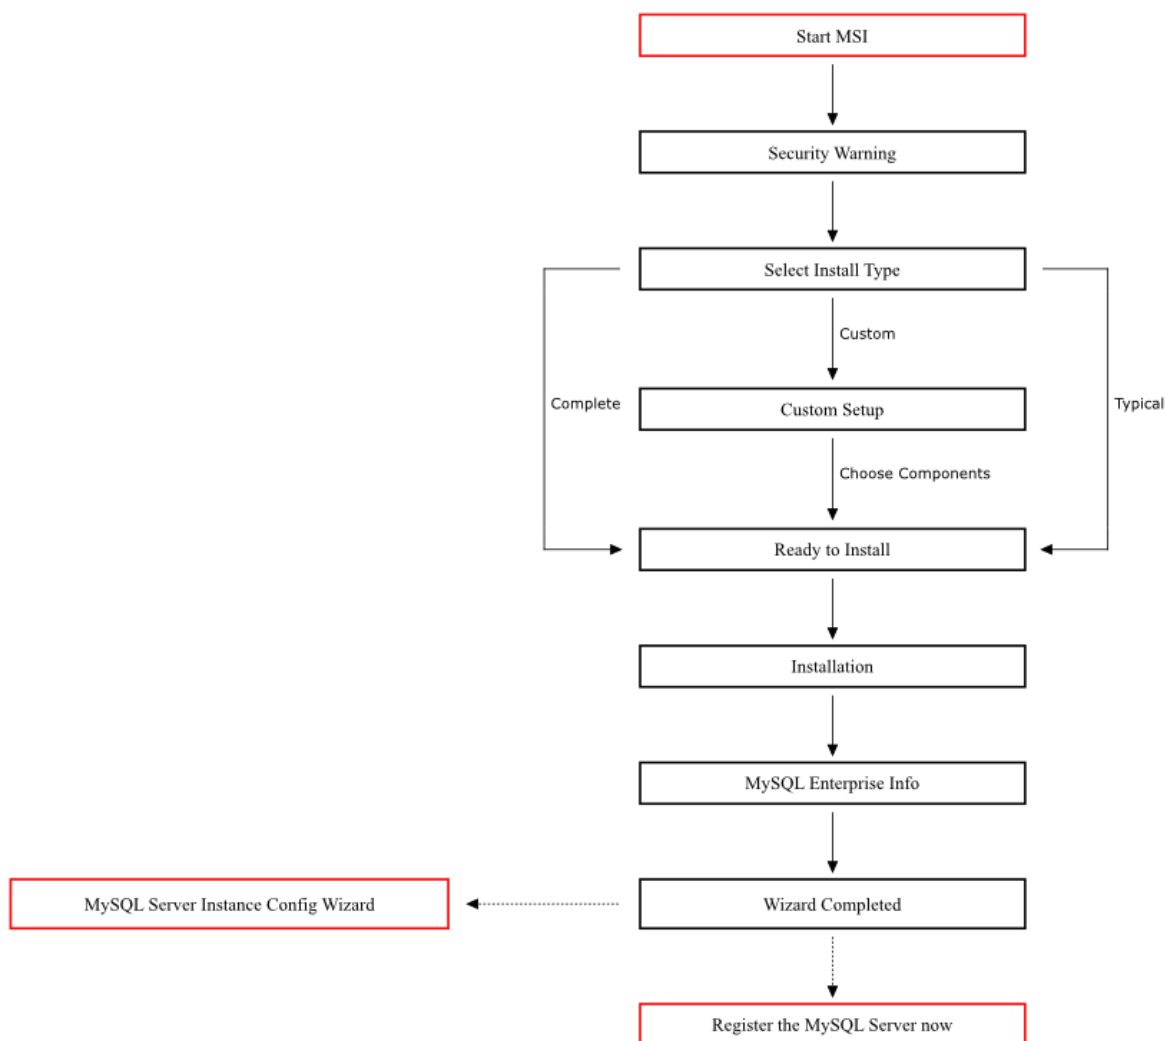 Start MSI
Security Warning
Select Install Type
Custom
Complete
Custom Setup
Typical
Choose Components
Ready to Install
Installation
MySQL Enterprise Info
MySQL Server Instance Config Wizard
Wizard Completed
Register the MySQL Server now